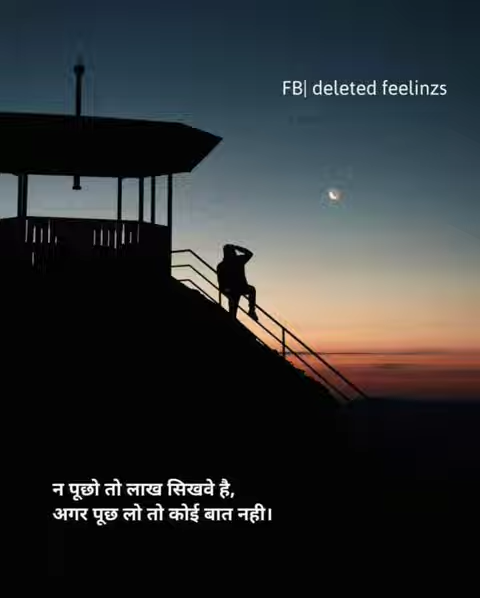 FB| deleted feelinzs
न पूछो तो लाख सिखवे है,
अगर पूछ लो तो कोई बात नही।